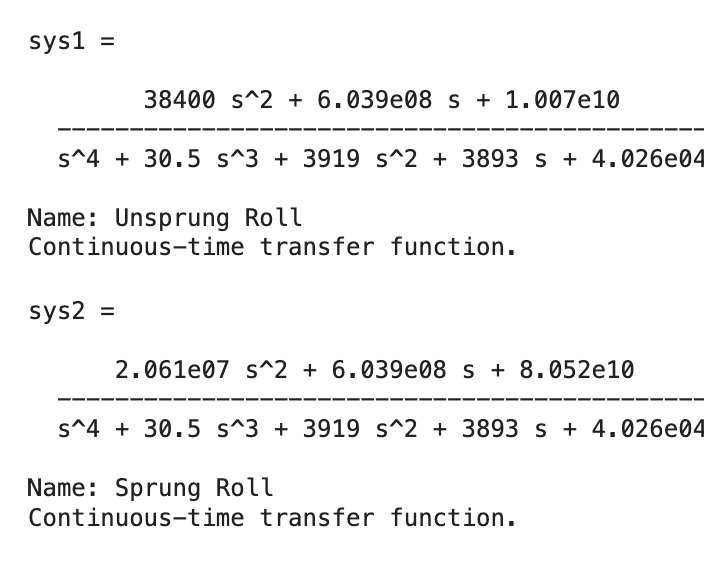 sys1 =
38400 s^2 + 6.039e08 s + 1.007e10
-------------------------------------------
s^4 + 30.5 s^3 + 3919 s^2 + 3893 s + 4.026e04
Name: Unsprung Roll
Continuous-time transfer function.
sys2 =
2.061e07 s^2 + 6.039e08 s + 8.052e10
-------------------------------------------
s^4 + 30.5 s^3 + 3919 s^2 + 3893 s + 4.026e04
Name: Sprung Roll
Continuous-time transfer function.